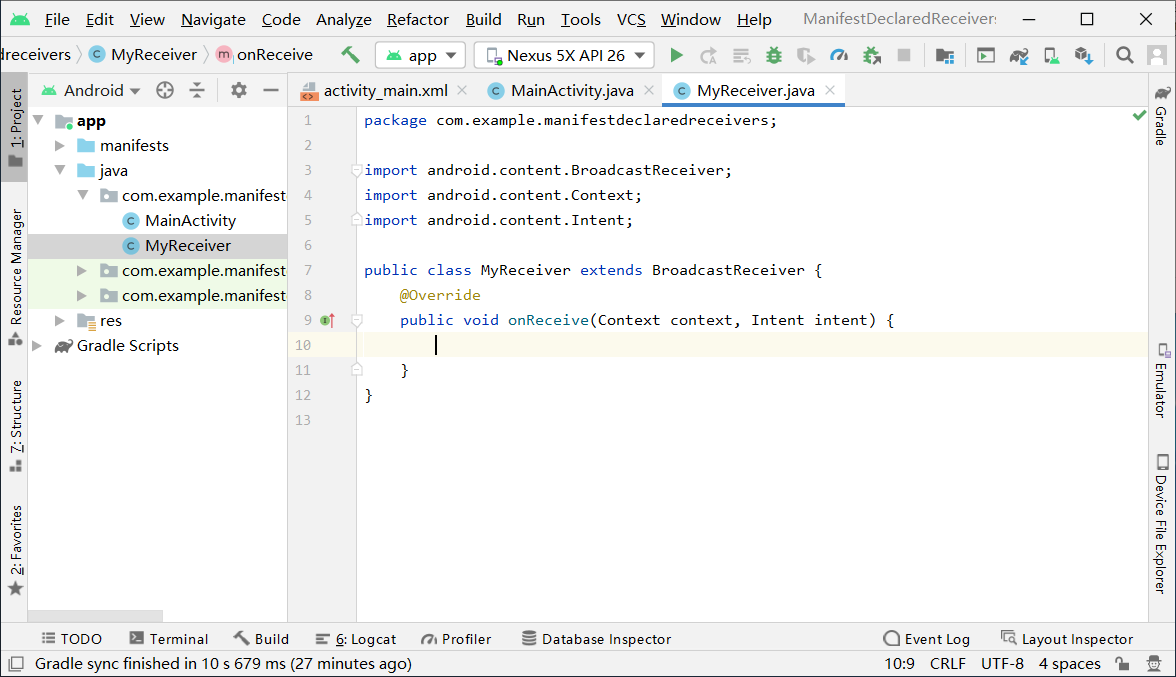 File Edit View Navigate Code Analyze Refactor Build Run Tools VCS Window Help ManifestDeclaredReceivers
receivers MyReceiver onReceive app Nexus 5X API 26
Android activity_main.xml MainActivity.java MyReceiver.java
1: Project
Resource Manager
7: Structure
2: Favorites
app
manifests
java
com.example.manifest
MainActivity
MyReceiver
com.example.manifest
com.example.manifest
res
Gradle Scripts
1 package com.example.manifestdeclaredreceivers;
2
3 import android.content.BroadcastReceiver;
4 import android.content.Context;
5 import android.content.Intent;
6
7 public class MyReceiver extends BroadcastReceiver {
8 @Override
9 public void onReceive(Context context, Intent intent) {
10
11 }
12 }
13
Gradle
Emulator
Device File Explorer
TODO Terminal Build 6: Logcat Profiler Database Inspector Event Log Layout Inspector
Gradle sync finished in 10 s 679 ms (27 minutes ago) 10:9 CRLF UTF-8 4 spaces